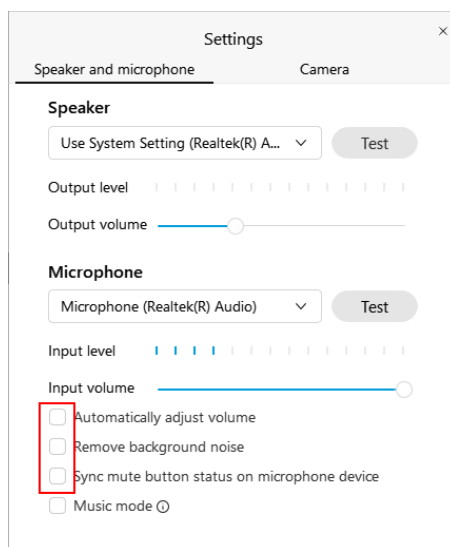 Settings
Speaker and microphone Camera
Speaker
Use System Setting (Realtek(R) A... Test
Output level
Output volume
Microphone
Microphone (Realtek(R) Audio) Test
Input level
Input volume
Automatically adjust volume
Remove background noise
Sync mute button status on microphone device
Music mode